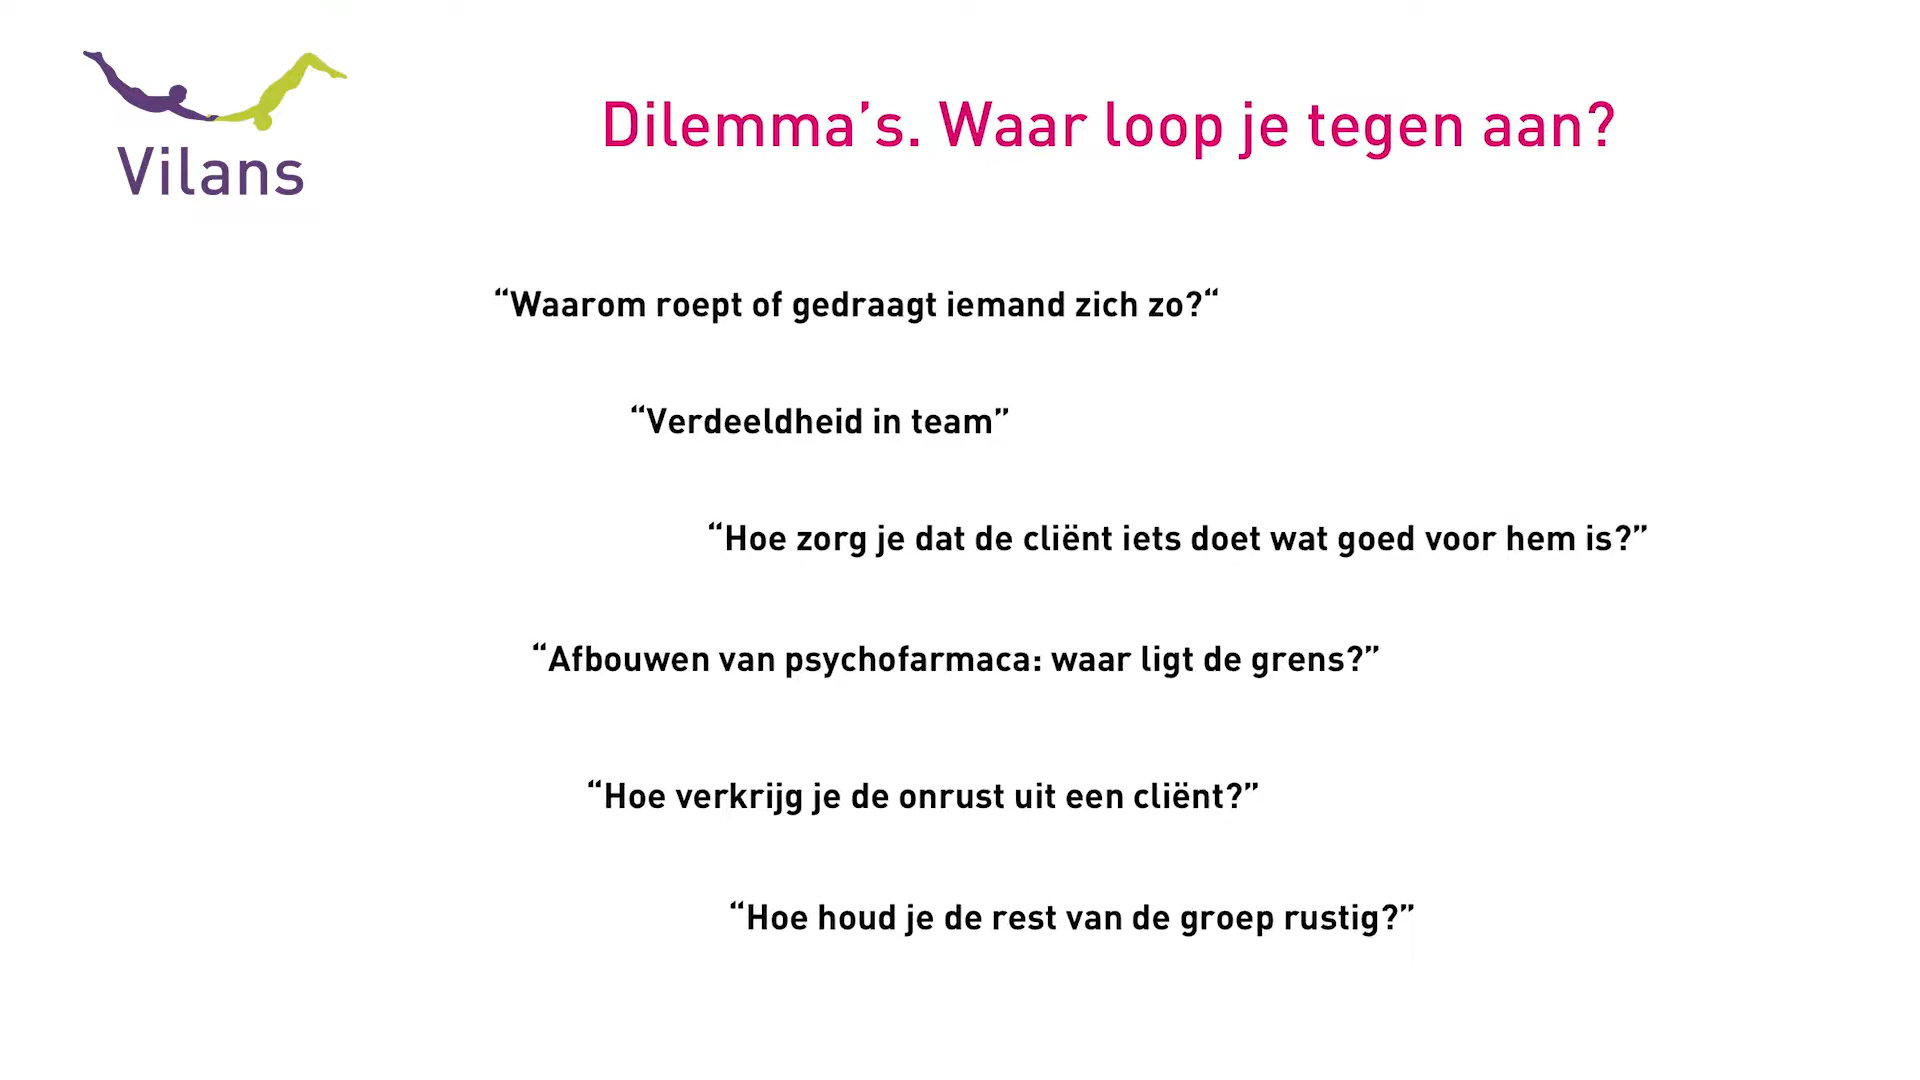 Vilans
Dilemma’s. Waar loop je tegen aan?
“Waarom roept of gedraagt iemand zich zo?“
“Verdeeldheid in team”
“Hoe zorg je dat de cliënt iets doet wat goed voor hem is?”
“Afbouwen van psychofarmaca: waar ligt de grens?”
“Hoe verkrijg je de onrust uit een cliënt?”
“Hoe houd je de rest van de groep rustig?”